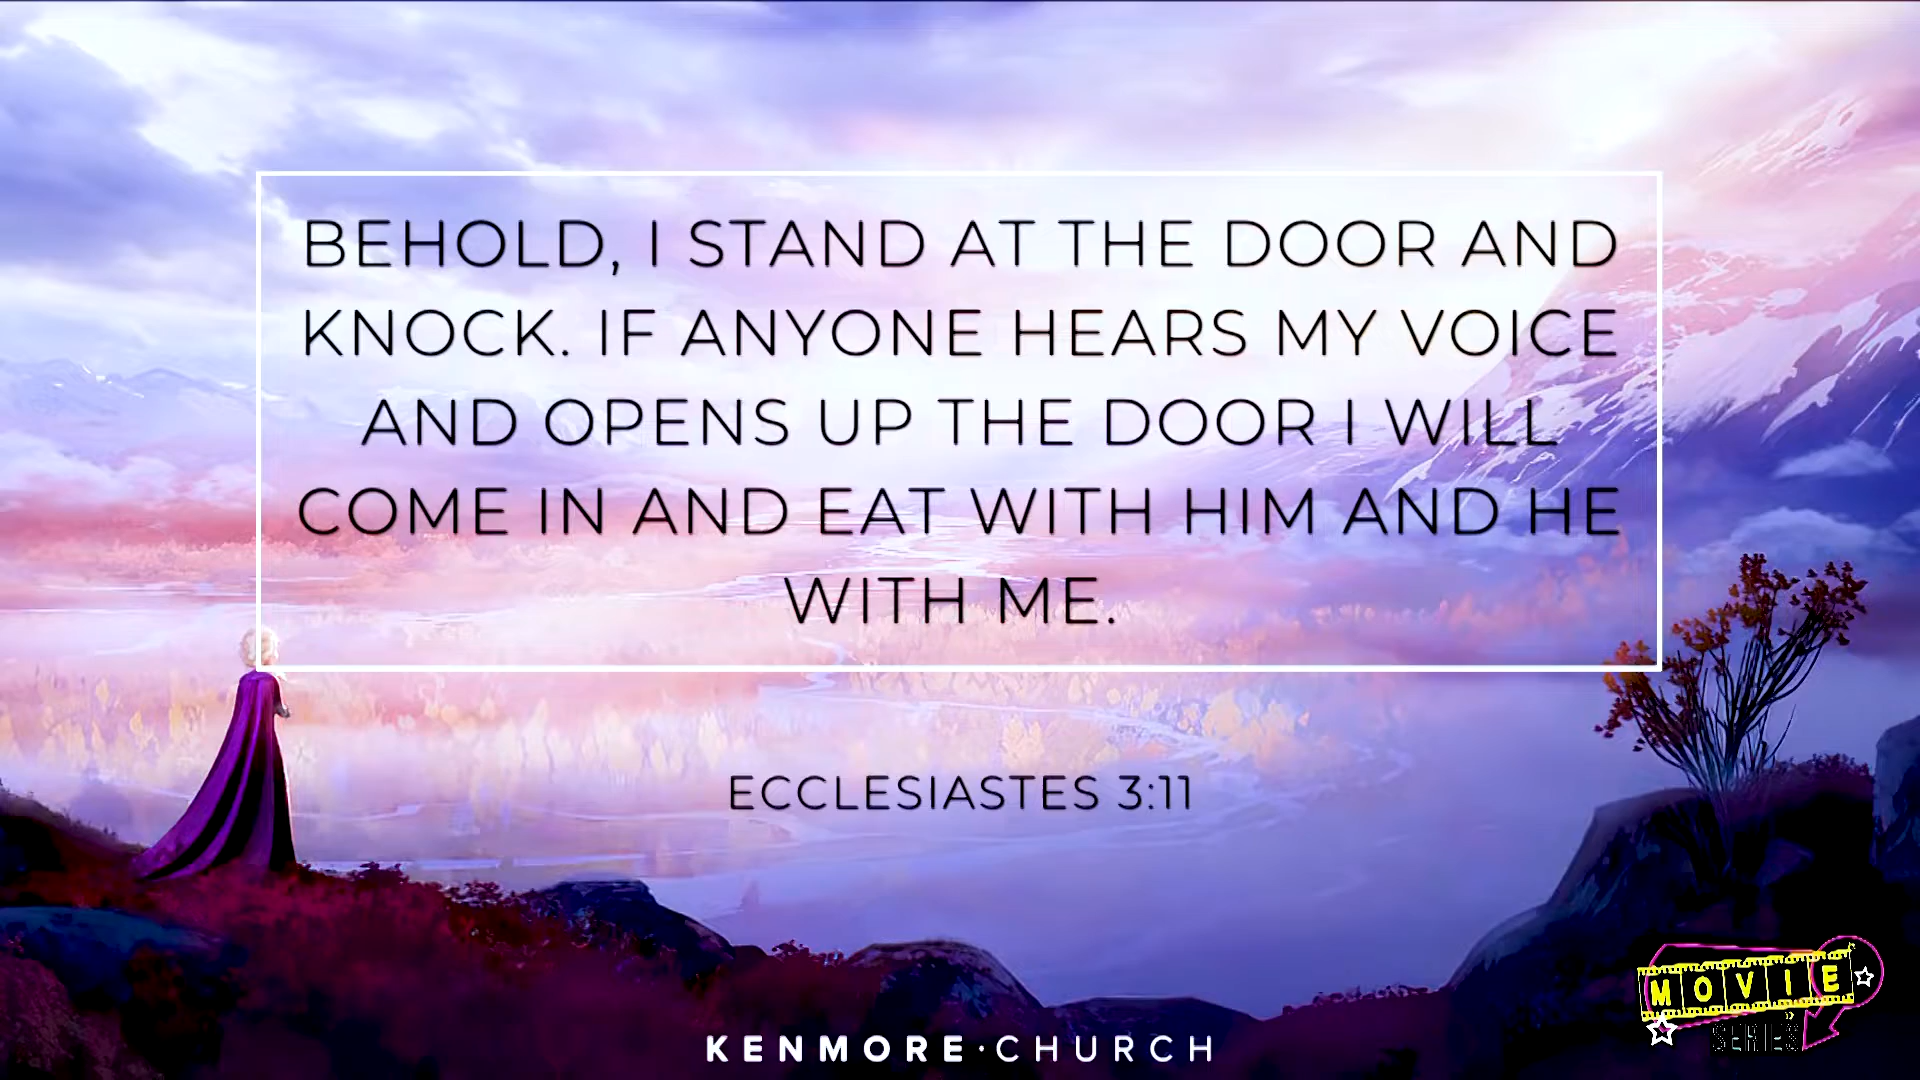 BEHOLD, I STAND AT THE DOOR AND
KNOCK. IF ANYONE HEARS MY VOICE
AND OPENS UP THE DOOR I WILL
COME IN AND EAT WITH HIM AND HE
WITH ME.
ECCLESIASTES 3:11
MOVIE
SERIES
KENMORE·CHURCH